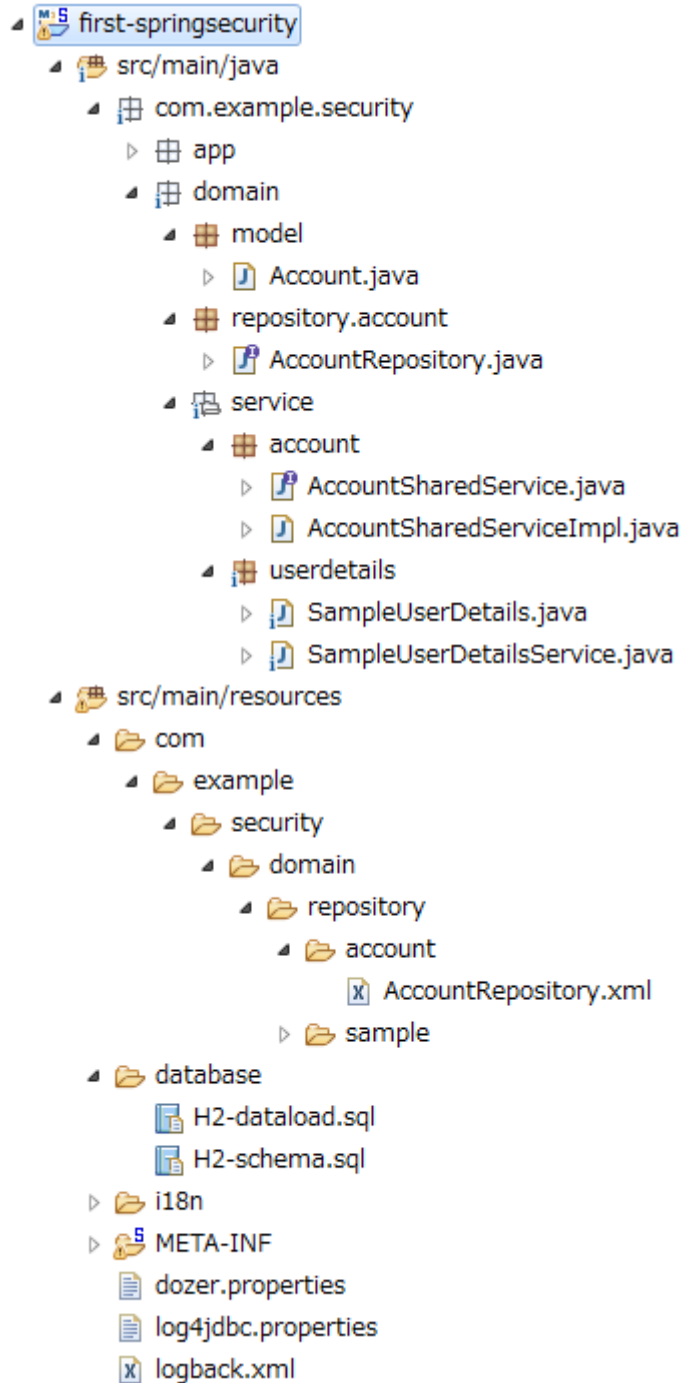 first-springsecurity
src/main/java
com.example.security
app
domain
model
Account.java
repository.account
AccountRepository.java
service
account
AccountSharedService.java
AccountSharedServiceImpl.java
userdetails
SampleUserDetails.java
SampleUserDetailsService.java
src/main/resources
com
example
security
domain
repository
account
AccountRepository.xml
sample
database
H2-dataload.sql
H2-schema.sql
i18n
META-INF
dozer.properties
log4jdbc.properties
logback.xml